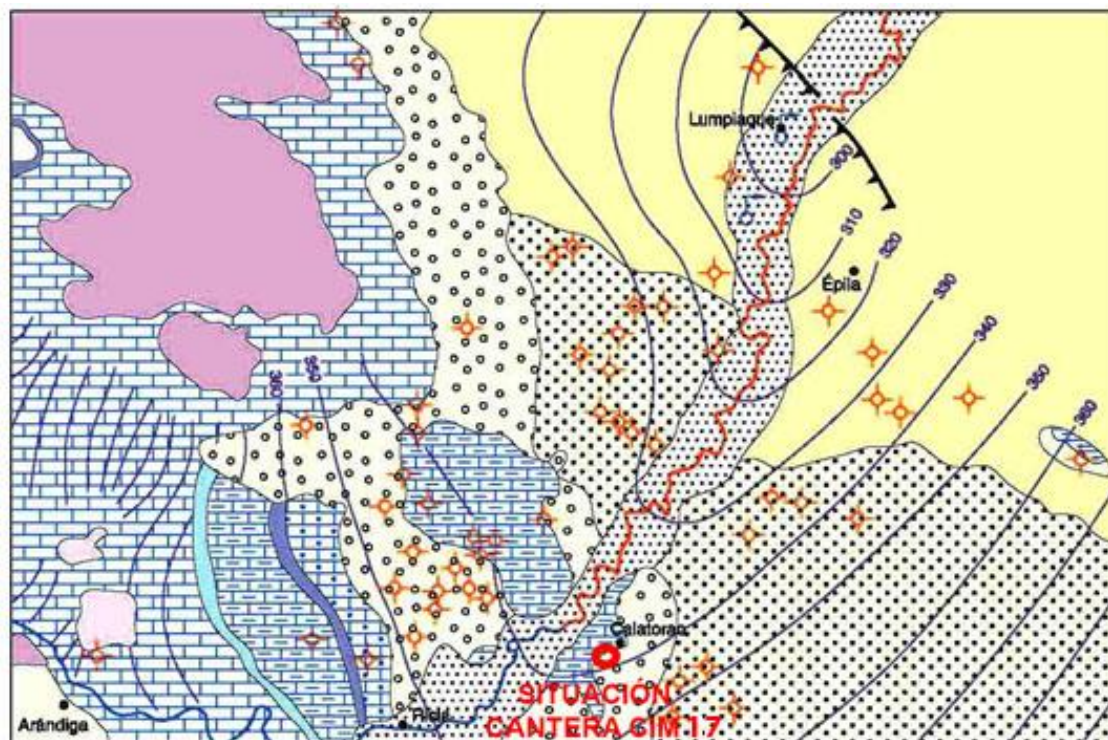 Lumpiaque
300
310
320
Épila
330
340
350
360
360
350
Calatorao
SITUACIÓN
CANTERA CIM 17
Ricla
Arándiga